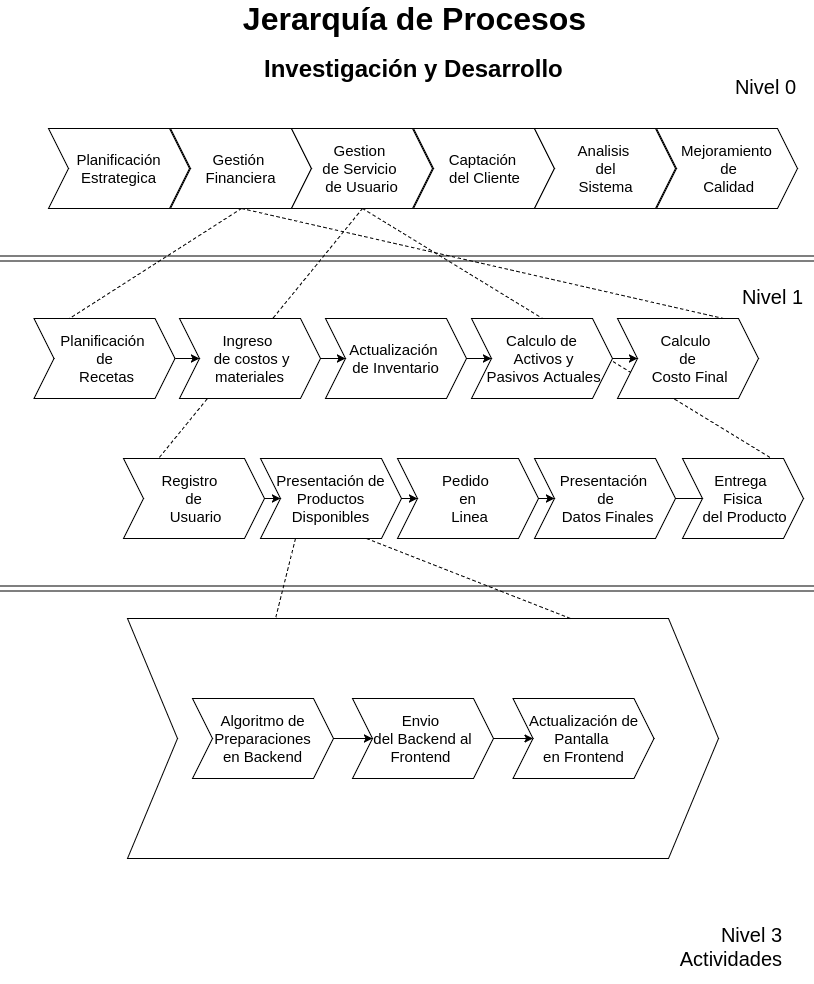 Jerarquía de Procesos
Investigación y Desarrollo
Nivel 0
Planificación
Estrategica
Gestión
Financiera
Gestion
de Servicio
de Usuario
Captación
del Cliente
Analisis
del
Sistema
Mejoramiento
de
Calidad
Nivel 1
Planificación
de
Recetas
Ingreso
de costos y
materiales
Actualización
de Inventario
Calculo de
Activos y
Pasivos Actuales
Calculo
de
Costo Final
Registro
de
Usuario
Presentación de
Productos
Disponibles
Pedido
en
Linea
Presentación
de
Datos Finales
Entrega
Fisica
del Producto
Algoritmo de
Preparaciones
en Backend
Envio
del Backend al
Frontend
Actualización de
Pantalla
en Frontend
Nivel 3
Actividades